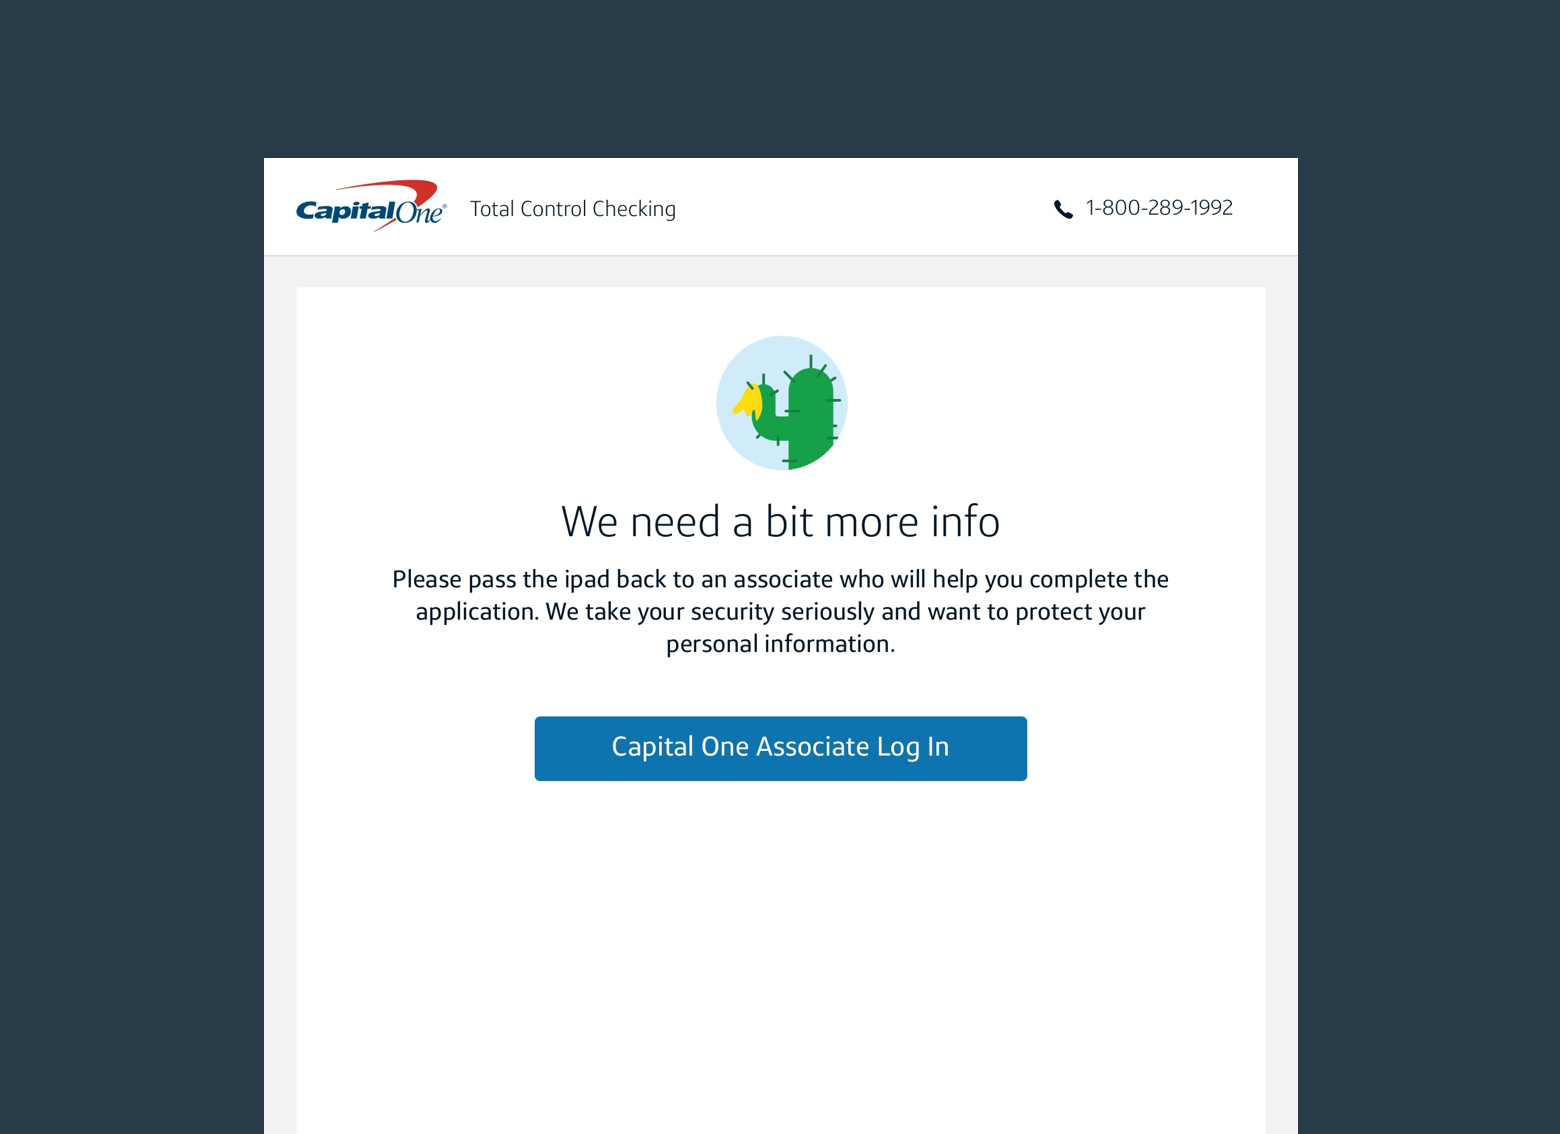 CapitalOne® Total Control Checking 1-800-289-1992
We need a bit more info
Please pass the ipad back to an associate who will help you complete the
application. We take your security seriously and want to protect your
personal information.
Capital One Associate Log In